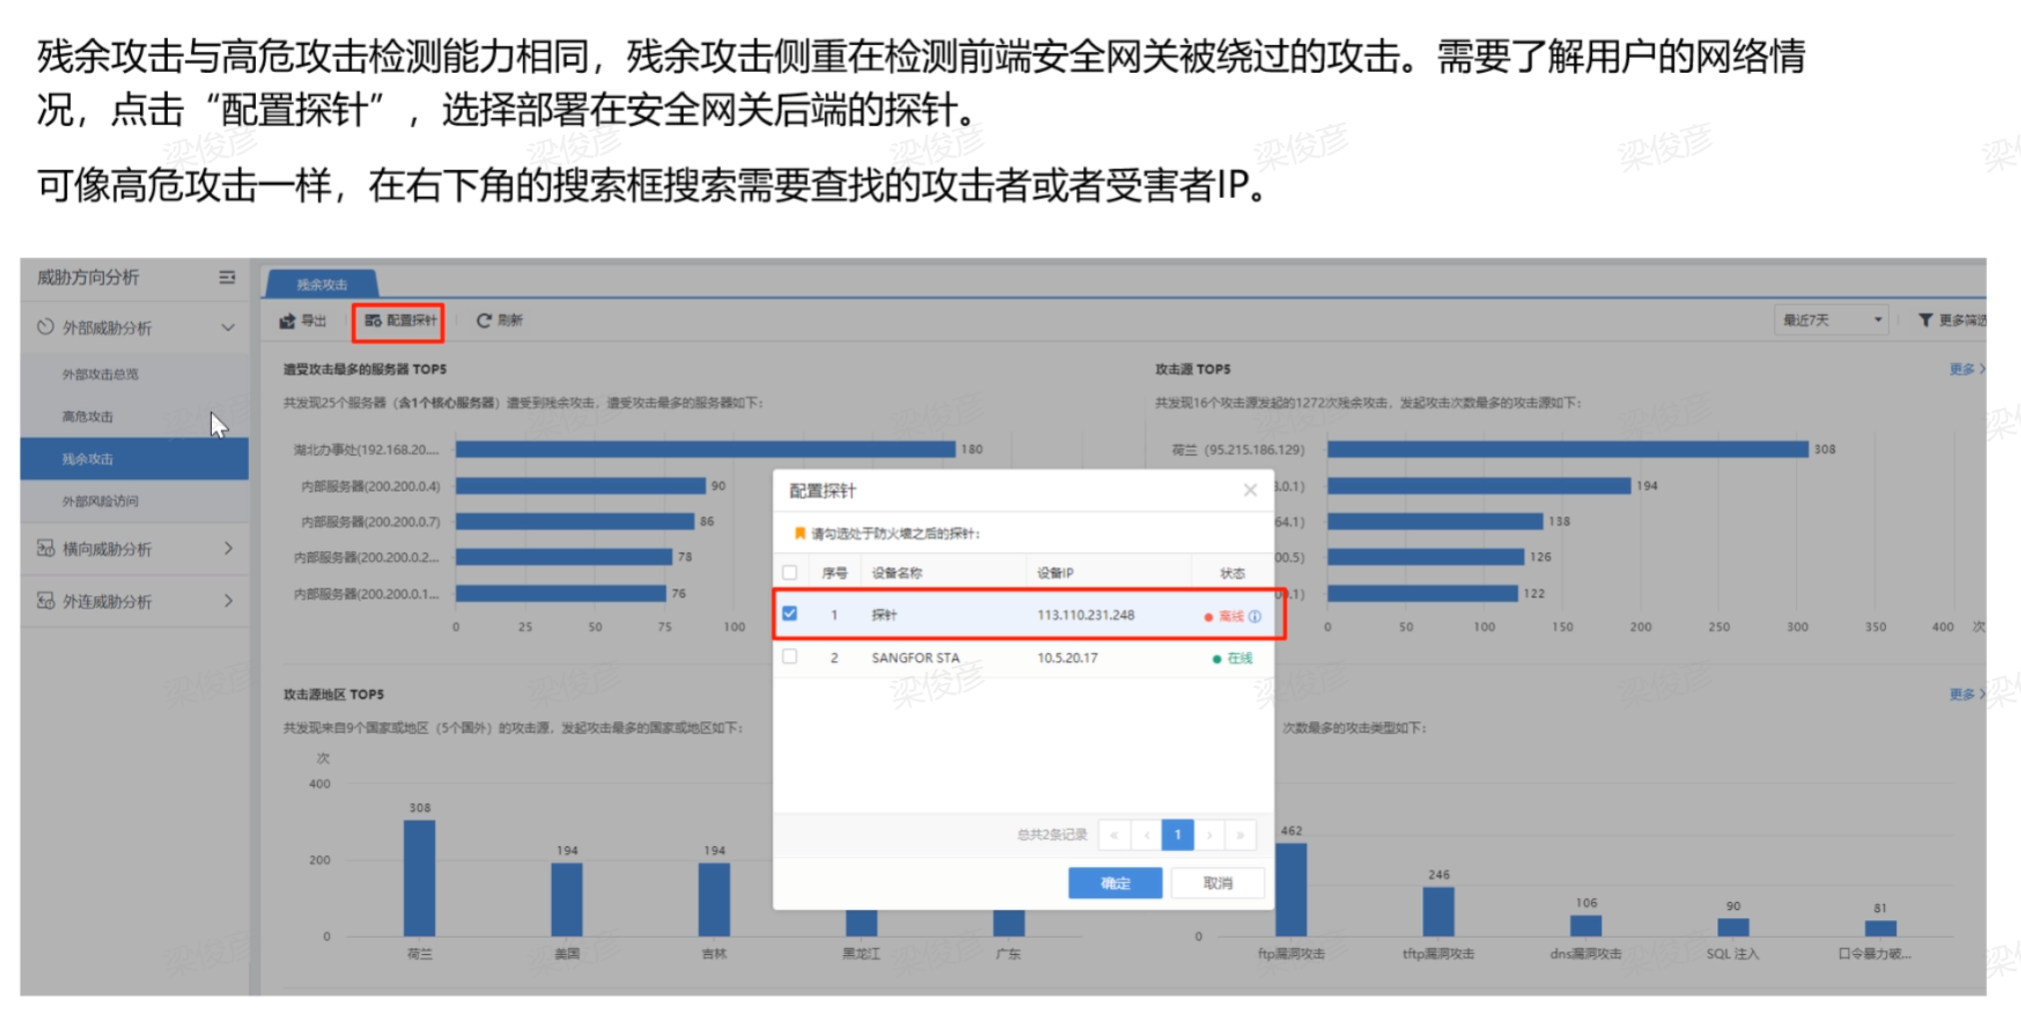 残余攻击与高危攻击检测能力相同，残余攻击侧重在检测前端安全网关被绕过的攻击。需要了解用户的网络情
况，点击“配置探针”，选择部署在安全网关后端的探针。
可像高危攻击一样，在右下角的搜索框搜索需要查找的攻击者或者受害者IP。
威胁方向分析
外部威胁分析
外部攻击总览
高危攻击
残余攻击
外部风险访问
横向威胁分析
外连威胁分析
残余攻击
导出 配置探针 刷新
最近7天 更多筛选
遭受攻击最多的服务器 TOP5
共发现25个服务器（含1个核心服务器）遭受到残余攻击，遭受攻击最多的服务器如下：
湖北办事处(192.168.20.... 180
内部服务器(200.200.0.4) 90
内部服务器(200.200.0.7) 86
内部服务器(200.200.0.2... 78
内部服务器(200.200.0.1... 76
0 25 50 75 100
攻击源 TOP5 更多
共发现16个攻击源发起的1272次残余攻击，发起攻击次数最多的攻击源如下：
荷兰（95.215.186.129) 308
3.0.1) 194
64.1) 138
00.5) 126
.1) 122
0 50 100 150 200 250 300 350 400 次
配置探针
请勾选处于防火墙之后的探针：
序号 设备名称 设备IP 状态
1 探针 113.110.231.248 离线
2 SANGFOR STA 10.5.20.17 在线
总共2条记录 « ‹ 1 › »
确定 取消
攻击源地区 TOP5
共发现来自9个国家或地区（5个国外）的攻击源，发起攻击最多的国家或地区如下：
次
400
200
0
308 194 194
荷兰 美国 吉林 黑龙江 广东
更多
次数最多的攻击类型如下：
462 246 106 90 81
0
ftp漏洞攻击 tftp漏洞攻击 dns漏洞攻击 SQL 注入 口令暴力破...
梁俊彦